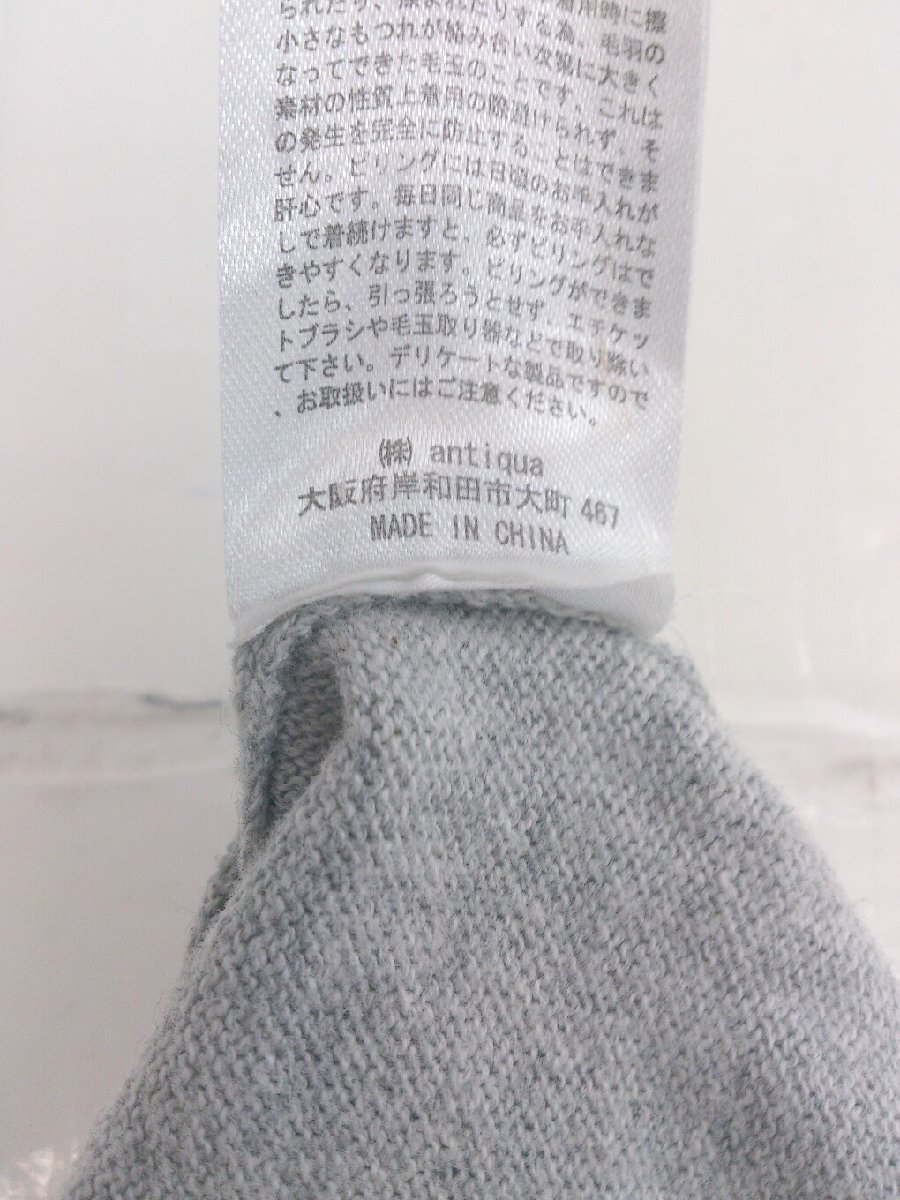 られたり、揉まれたりする為、毛羽の
小さなもつれが絡み合い次第に大きく
なってできた毛玉のことです。これは
素材の性質上着用の際避けられず、そ
の発生を完全に防止することはできま
せん。ピリングには日頃のお手入れが
肝心です。毎日同じ商品をお手入れな
しで着続けますと、必ずピリングはで
きやすくなります。ピリングができま
したら、引っ張ろうとせず、エチケッ
トブラシや毛玉取り器などで取り除い
て下さい。デリケートな製品ですので
、お取扱いにはご注意ください。
㈱ antiqua
大阪府岸和田市大町 467
MADE IN CHINA